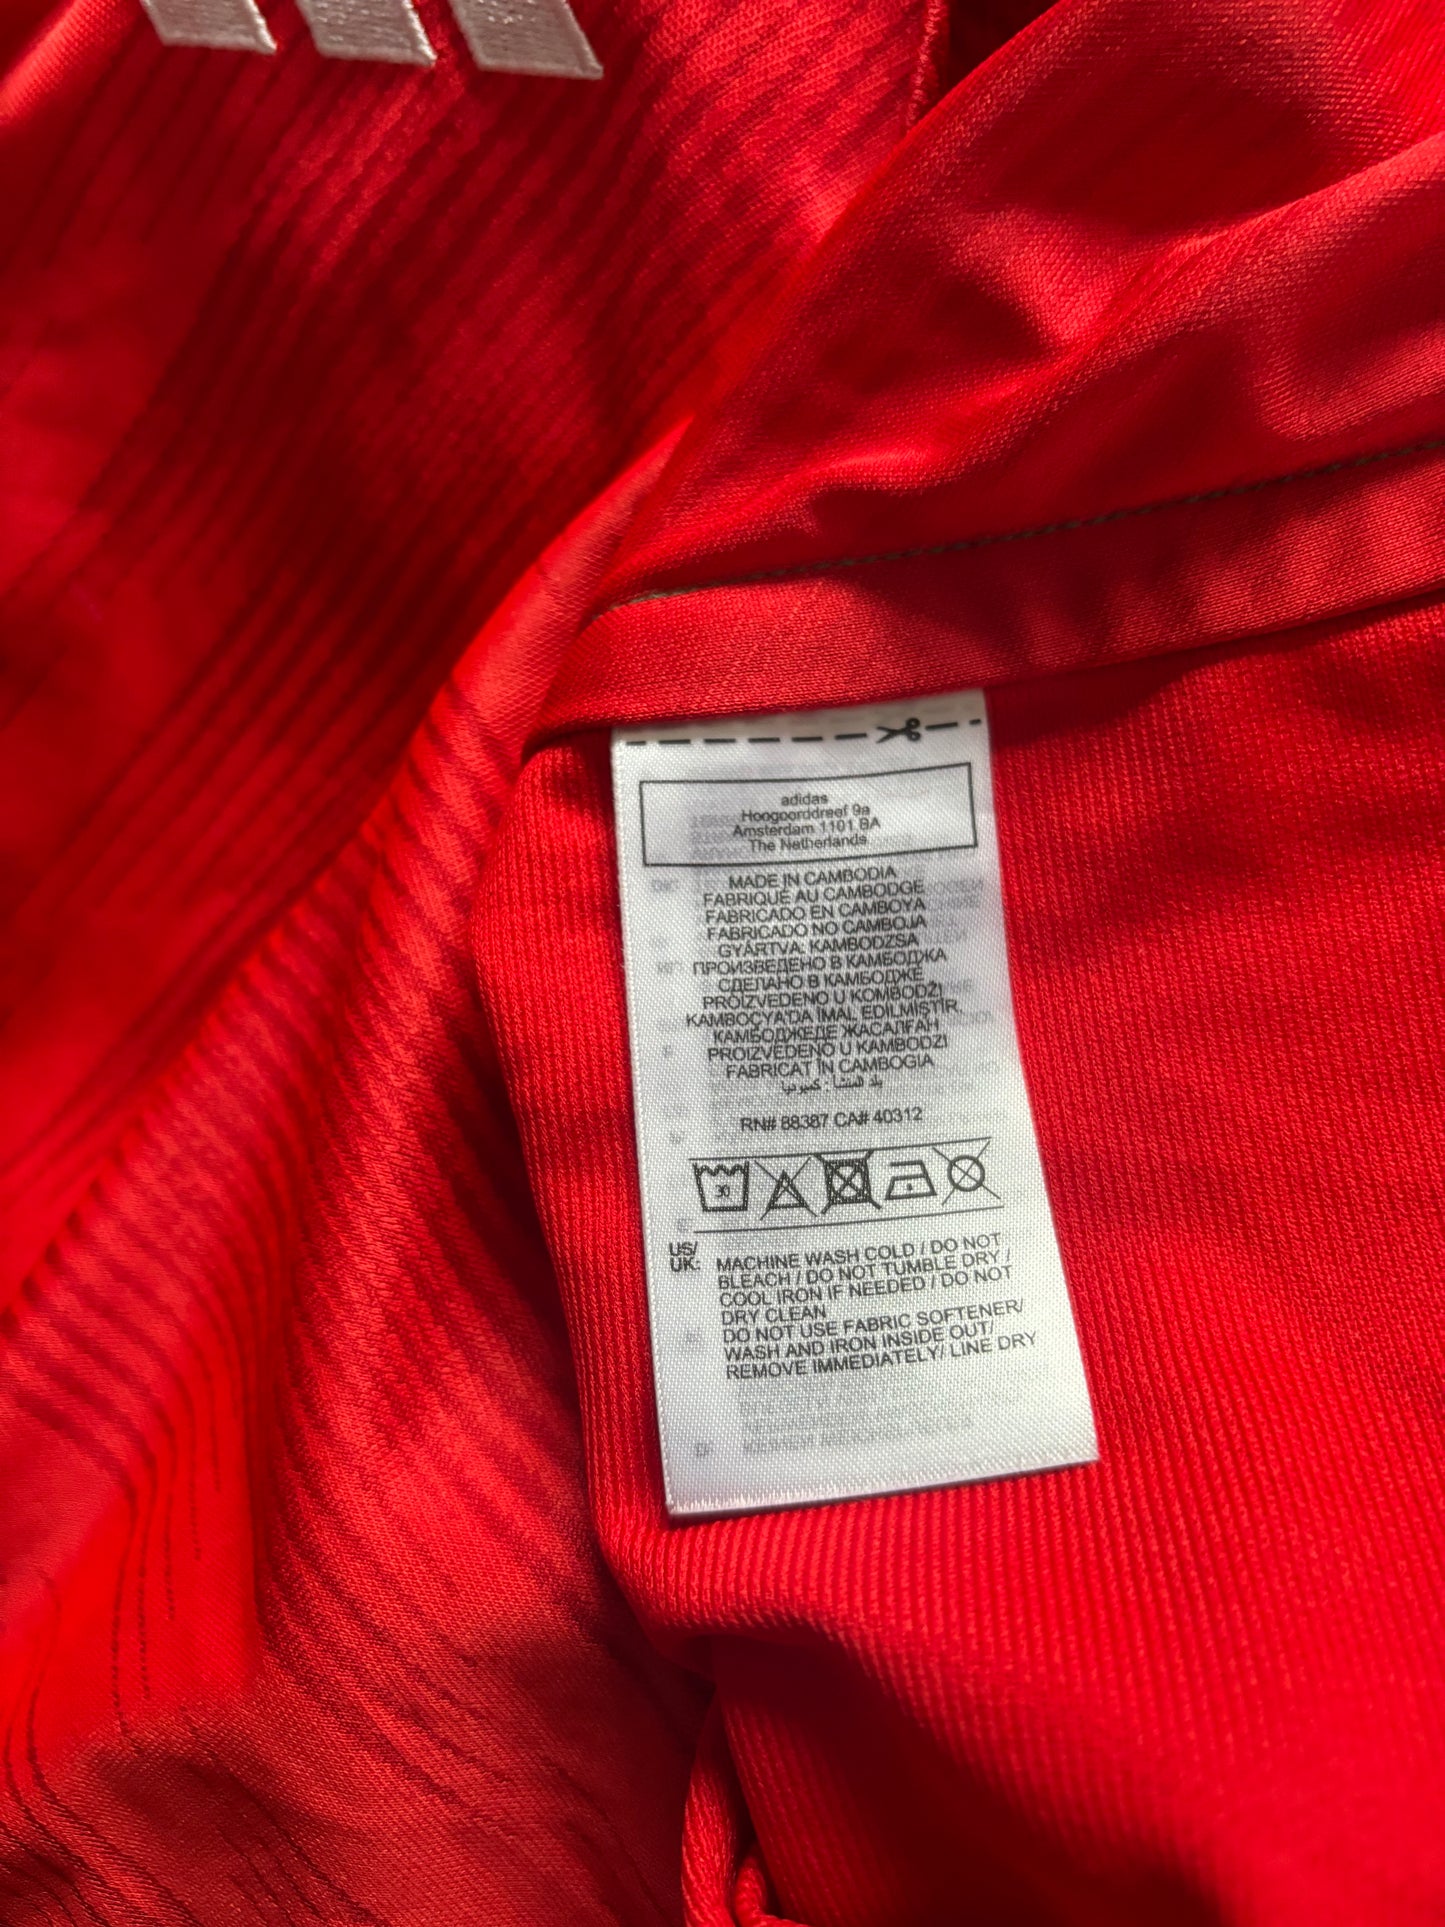 adidas
Hoogoorddreef 9a
Amsterdam 1101 BA
The Netherlands
MADE IN CAMBODIA
FABRIQUÉ AU CAMBODGE
FABRICADO EN CAMBOYA
FABRICADO NO CAMBOJA
GYÁRTVA: KAMBODZSA
ПРОИЗВЕДЕНО В КАМБОДЖА
СДЕЛАНО В КАМБОДЖЕ
PROIZVEDENO U KOMBODŽI
KAMBOÇYA'DA İMAL EDİLMİŞTİR
КАМБОДЖЕДЕ ЖАСАЛҒАН
PROIZVEDENO U KAMBODŽI
FABRICAT ÎN CAMBOGIA
بلد المنشأ : كمبوديا
RN# 88387 CA# 40312
30
US/
UK:
MACHINE WASH COLD / DO NOT
BLEACH / DO NOT TUMBLE DRY /
COOL IRON IF NEEDED / DO NOT
DRY CLEAN
DO NOT USE FABRIC SOFTENER/
WASH AND IRON INSIDE OUT/
REMOVE IMMEDIATELY/ LINE DRY